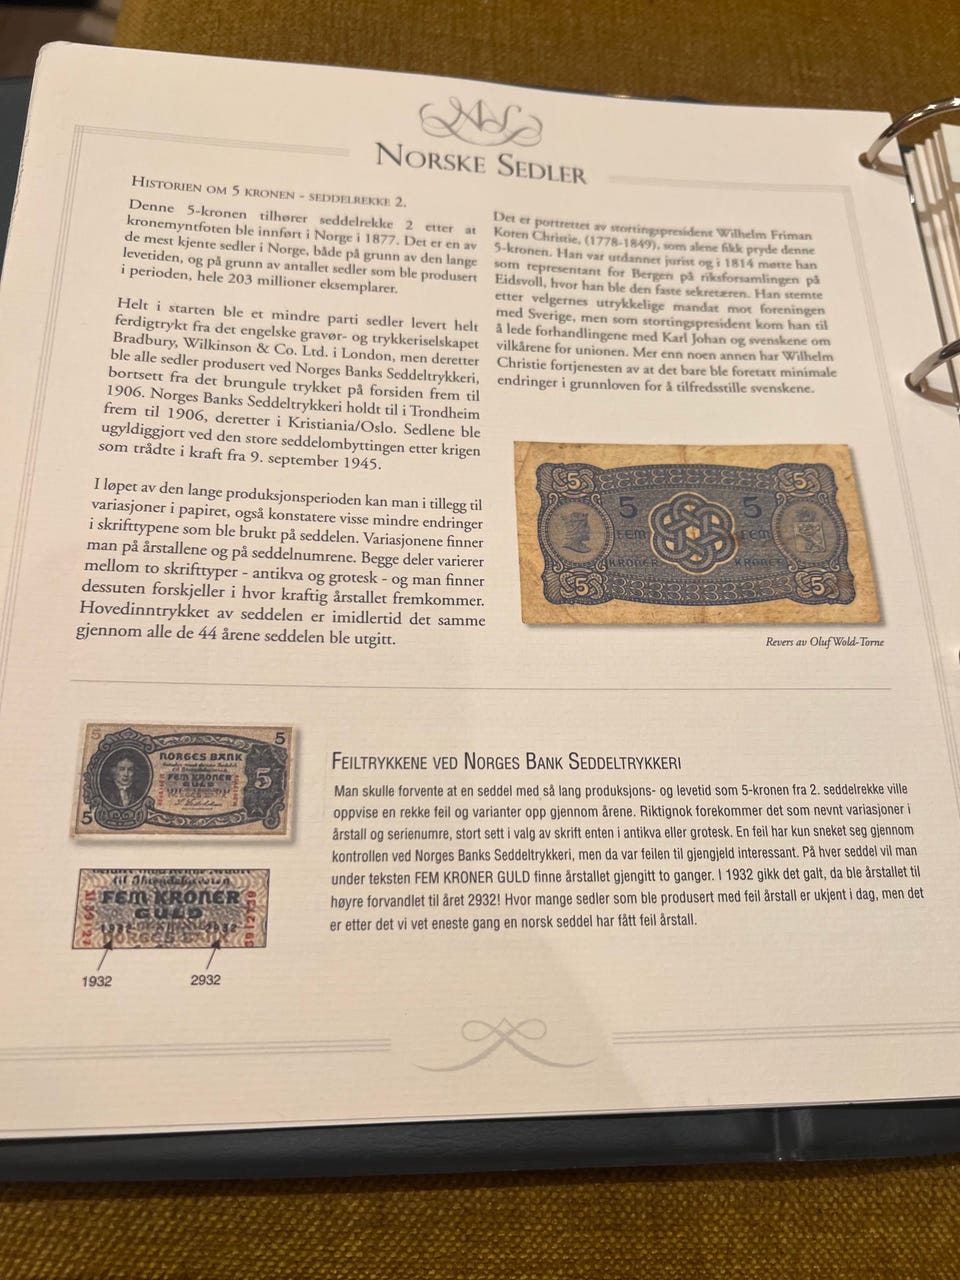 NORSKE SEDLER
HISTORIEN OM 5 KRONEN - SEDDELREKKE 2.
Denne 5-kronen tilhører seddelrekke 2 etter at
kronemyntfoten ble innført i Norge i 1877. Det er en av
de mest kjente sedler i Norge, både på grunn av den lange
levetiden, og på grunn av antallet sedler som ble produsert
i perioden, hele 203 millioner eksemplarer.
Helt i starten ble et mindre parti sedler levert helt
ferdigtrykt fra det engelske gravør- og trykkeriselskapet
Bradbury, Wilkinson & Co. Ltd. i London, men deretter
ble alle sedler produsert ved Norges Banks Seddeltrykkeri,
bortsett fra det brungule trykket på forsiden frem til
1906. Norges Banks Seddeltrykkeri holdt til i Trondheim
frem til 1906, deretter i Kristiania/Oslo. Sedlene ble
ugyldiggjort ved den store seddelombyttingen etter krigen
som trådte i kraft fra 9. september 1945.
I løpet av den lange produksjonsperioden kan man i tillegg til
variasjoner i papiret, også konstatere visse mindre endringer
i skrifttypene som ble brukt på seddelen. Variasjonene finner
man på årstallene og på seddelnumrene. Begge deler varierer
mellom to skrifttyper - antikva og grotesk - og man finner
dessuten forskjeller i hvor kraftig årstallet fremkommer.
Hovedinntrykket av seddelen er imidlertid det samme
gjennom alle de 44 årene seddelen ble utgitt.
Det er portrettet av stortingspresident Wilhelm Friman
Koren Christie, (1778-1849), som alene fikk pryde denne
5-kronen. Han var utdannet jurist og i 1814 møtte han
som representant for Bergen på riksforsamlingen på
Eidsvoll, hvor han ble den faste sekretæren. Han stemte
etter velgernes utrykkelige mandat mot foreningen
med Sverige, men som stortingspresident kom han til
å lede forhandlingene med Karl Johan og svenskene om
vilkårene for unionen. Mer enn noen annen har Wilhelm
Christie fortjenesten av at det bare ble foretatt minimale
endringer i grunnloven for å tilfredsstille svenskene.
5 5
5 5
FEM FEM
KRONER KRONER
5 5
Revers av Oluf Wold-Torne
5 5
NORGES BANK
FEM KRONER
GULD
5
5
til Ihændehaveren
FEM KRONER
GULD
1932 2932
NORGES BANK
1932 2932
FEILTRYKKENE VED NORGES BANK SEDDELTRYKKERI
Man skulle forvente at en seddel med så lang produksjons- og levetid som 5-kronen fra 2. seddelrekke ville
oppvise en rekke feil og varianter opp gjennom årene. Riktignok forekommer det som nevnt variasjoner i
årstall og serienumre, stort sett i valg av skrift enten i antikva eller grotesk. En feil har kun sneket seg gjennom
kontrollen ved Norges Banks Seddeltrykkeri, men da var feilen til gjengjeld interessant. På hver seddel vil man
under teksten FEM KRONER GULD finne årstallet gjengitt to ganger. I 1932 gikk det galt, da ble årstallet til
høyre forvandlet til året 2932! Hvor mange sedler som ble produsert med feil årstall er ukjent i dag, men det
er etter det vi vet eneste gang en norsk seddel har fått feil årstall.